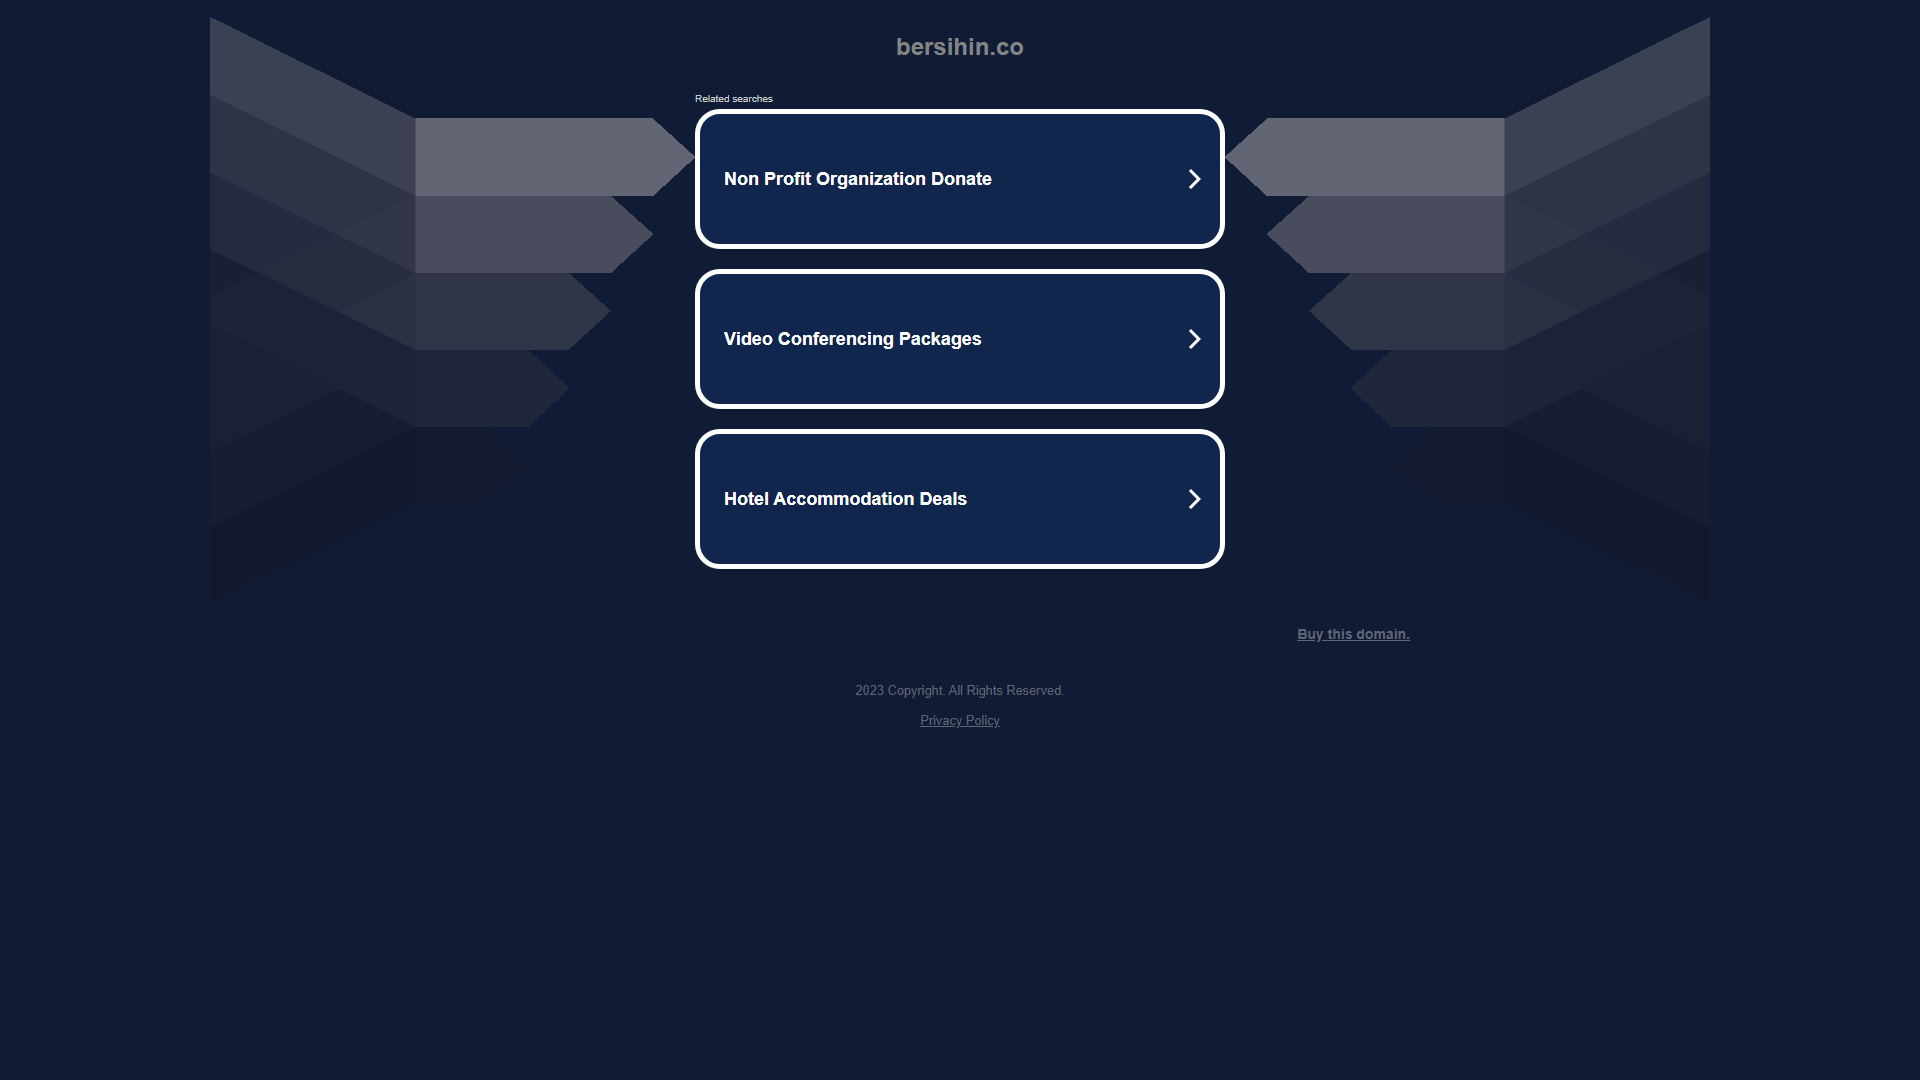 bersihin.co
Related searches
Non Profit Organization Donate
Video Conferencing Packages
Hotel Accommodation Deals
Buy this domain.
2023 Copyright. All Rights Reserved.
Privacy Policy